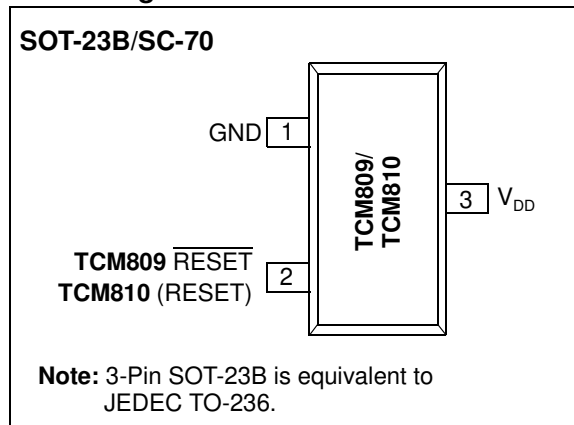 SOT-23B/SC-70
GND 1
TCM809/
TCM810
3 VDD
TCM809 RESET
2
TCM810 (RESET)
Note: 3-Pin SOT-23B is equivalent to
JEDEC TO-236.